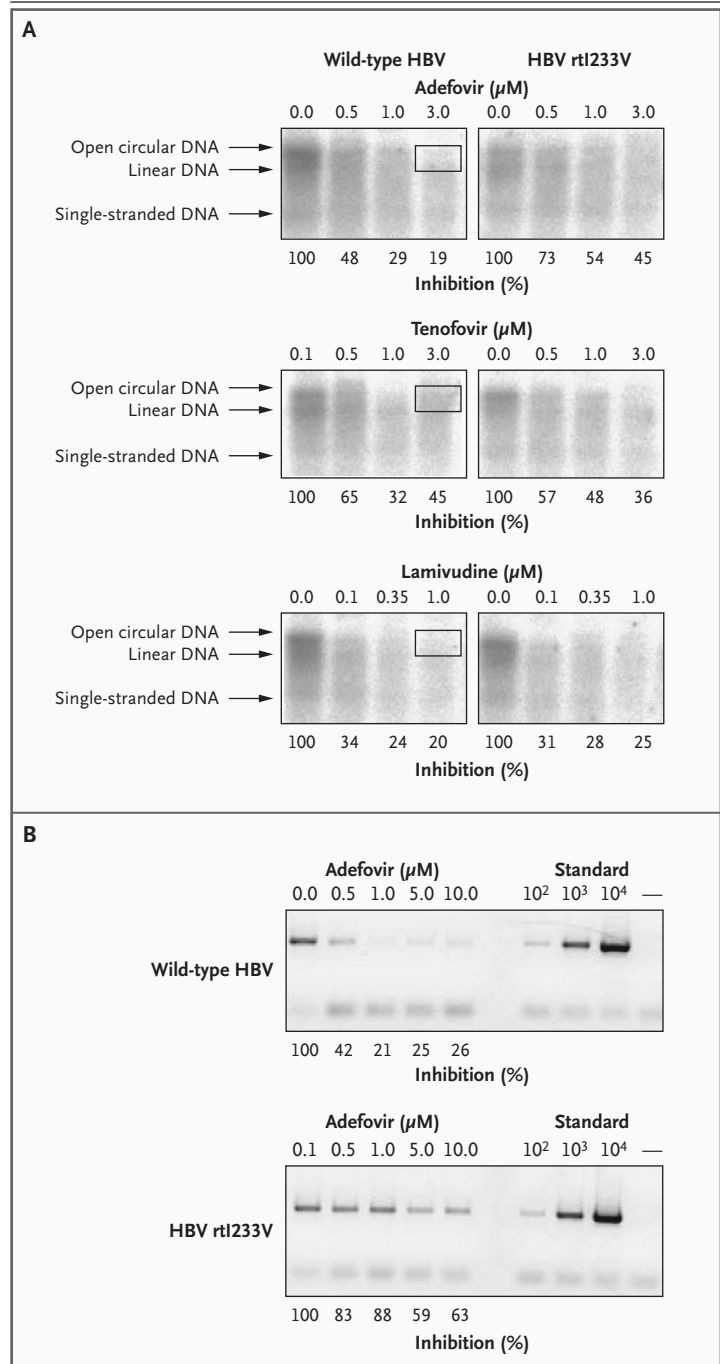 A
Wild-type HBV HBV rtI233V
Adefovir (µM)
0.0 0.5 1.0 3.0 0.0 0.5 1.0 3.0
Open circular DNA
Linear DNA
Single-stranded DNA
100 48 29 19 100 73 54 45
Inhibition (%)
Tenofovir (µM)
0.1 0.5 1.0 3.0 0.0 0.5 1.0 3.0
Open circular DNA
Linear DNA
Single-stranded DNA
100 65 32 45 100 57 48 36
Inhibition (%)
Lamivudine (µM)
0.0 0.1 0.35 1.0 0.0 0.1 0.35 1.0
Open circular DNA
Linear DNA
Single-stranded DNA
100 34 24 20 100 31 28 25
Inhibition (%)
B
Adefovir (µM) Standard
0.0 0.5 1.0 5.0 10.0 10² 10³ 10⁴ —
Wild-type HBV
100 42 21 25 26
Inhibition (%)
Adefovir (µM) Standard
0.1 0.5 1.0 5.0 10.0 10² 10³ 10⁴ —
HBV rtI233V
100 83 88 59 63
Inhibition (%)